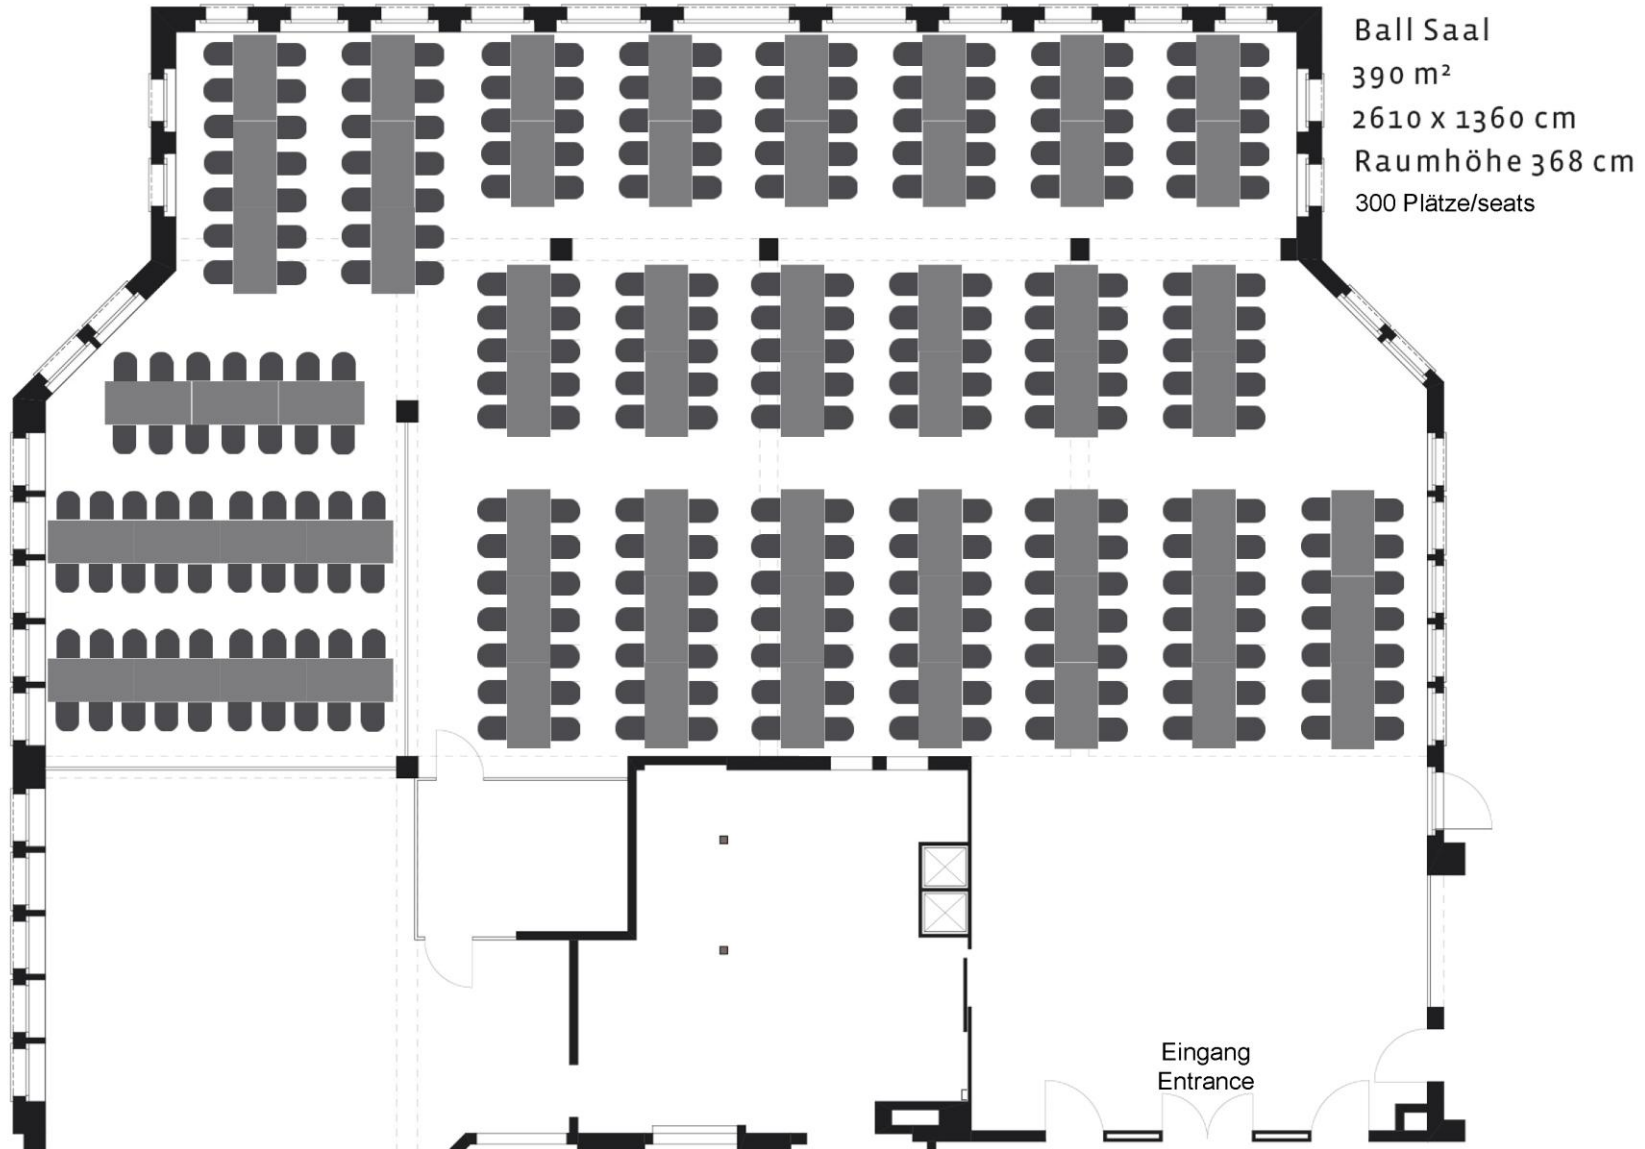 Ball Saal
390 m²
2610 x 1360 cm
Raumhöhe 368 cm
300 Plätze/seats
Eingang
Entrance